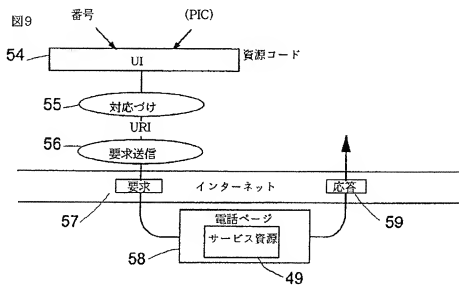 図9
番号 (PIC)
54 UI 資源コード
55 対応づけ
URI
56 要求送信
要求 インターネット 応答
57 59
電話ページ
サービス資源
58 49